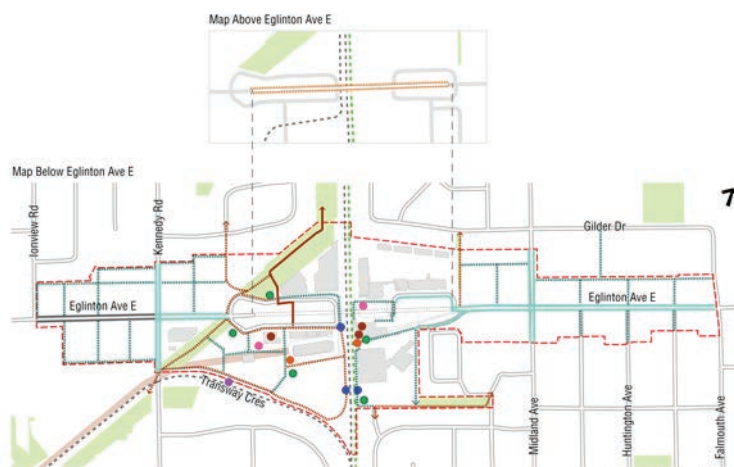 Map Above Eglinton Ave E
Map Below Eglinton Ave E
Ionview Rd
Kennedy Rd
Gilder Dr
Eglinton Ave E
Eglinton Ave E
Transway Cres
Midland Ave
Huntington Ave
Falmouth Ave